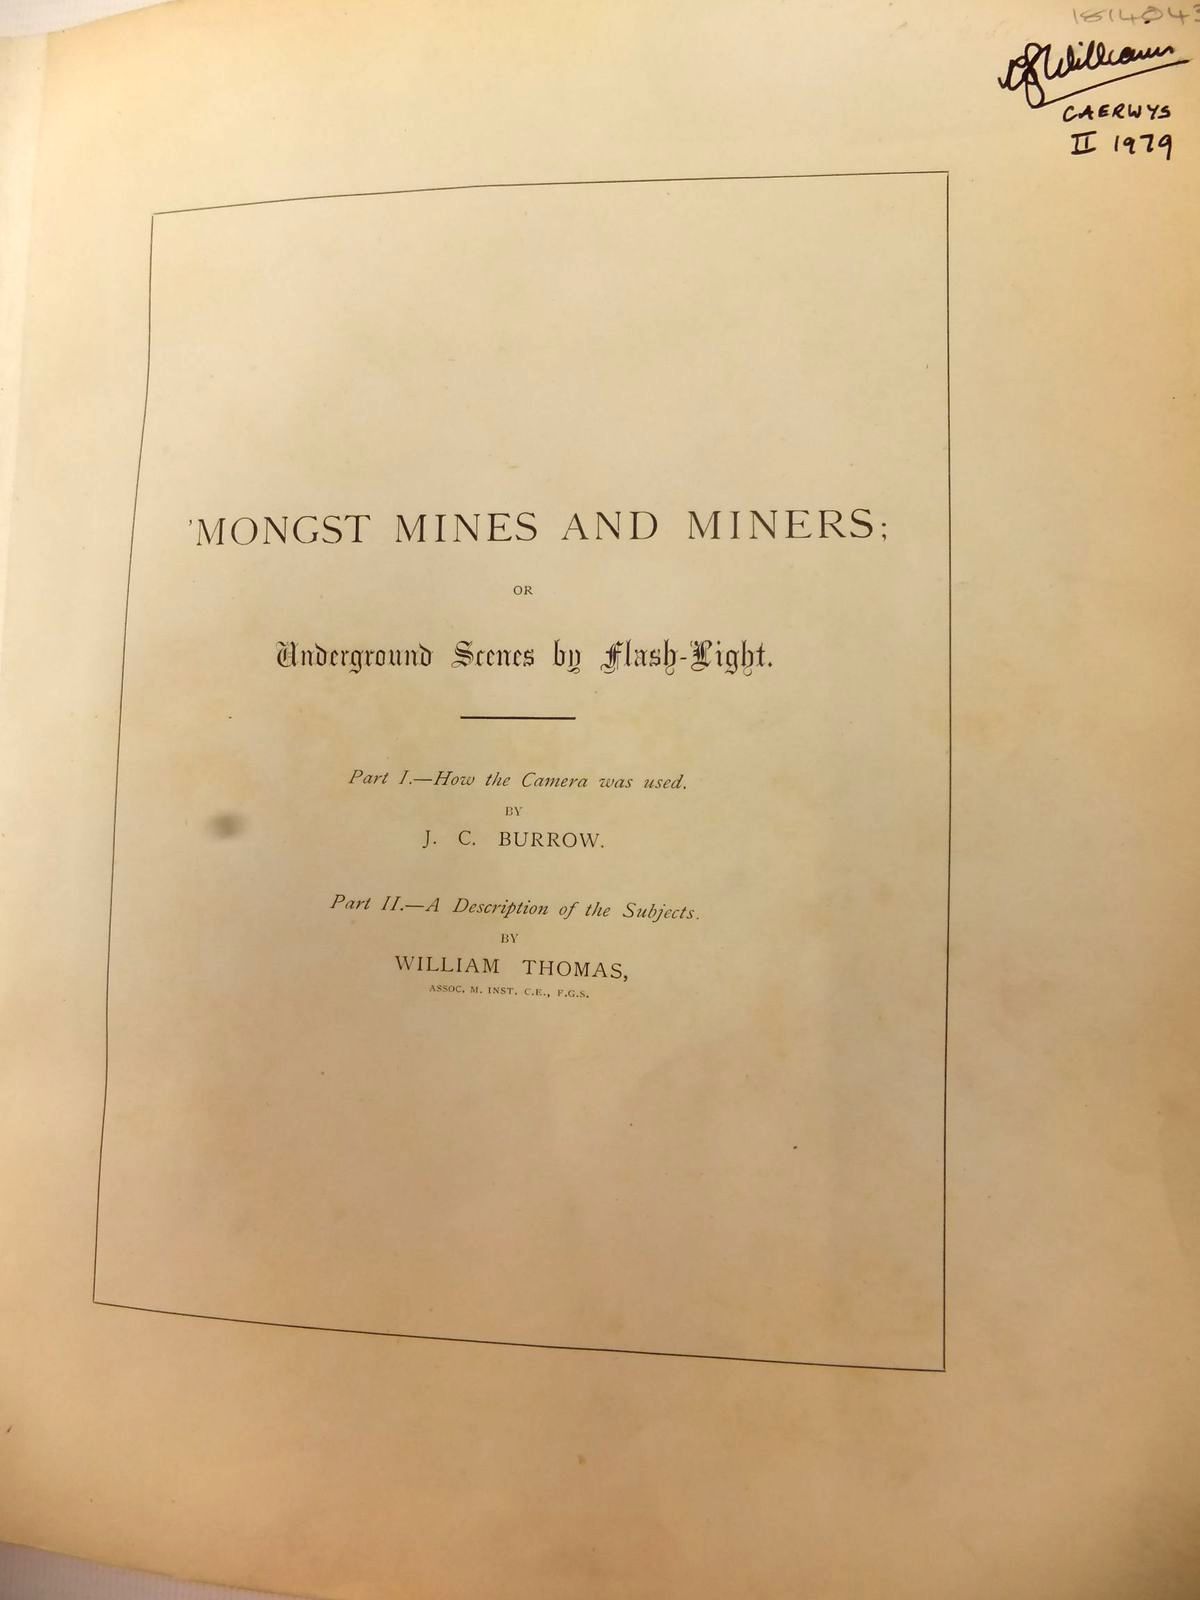 Williams
CAERWYS
II 1979
'MONGST MINES AND MINERS;
OR
Underground Scenes by Flash-Light.
Part I.—How the Camera was used.
BY
J. C. BURROW.
Part II.—A Description of the Subjects.
BY
WILLIAM THOMAS,
ASSOC. M. INST. C.E., F.G.S.